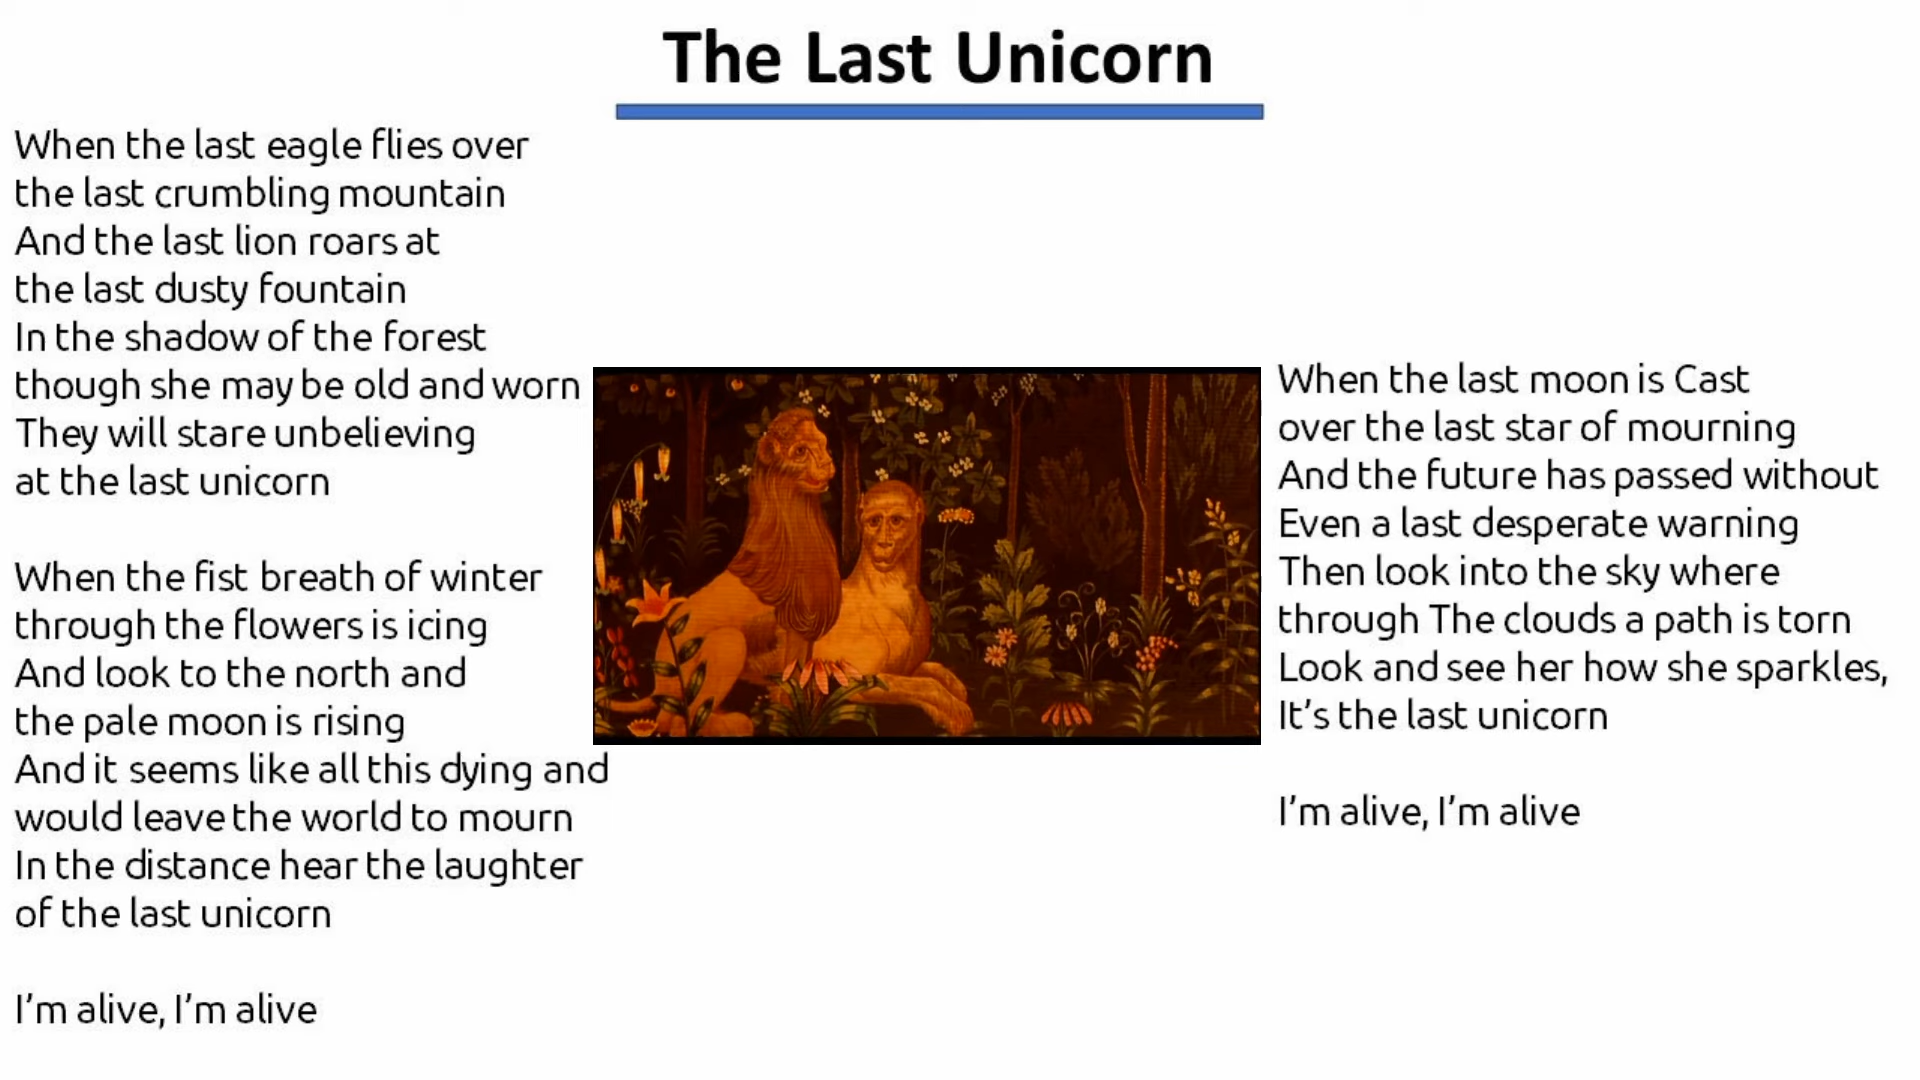 The Last Unicorn
When the last eagle flies over
the last crumbling mountain
And the last lion roars at
the last dusty fountain
In the shadow of the forest
though she may be old and worn
They will stare unbelieving
at the last unicorn
When the fist breath of winter
through the flowers is icing
And look to the north and
the pale moon is rising
And it seems like all this dying and
would leave the world to mourn
In the distance hear the laughter
of the last unicorn
I'm alive, I'm alive
When the last moon is Cast
over the last star of mourning
And the future has passed without
Even a last desperate warning
Then look into the sky where
through The clouds a path is torn
Look and see her how she sparkles,
It's the last unicorn
I'm alive, I'm alive